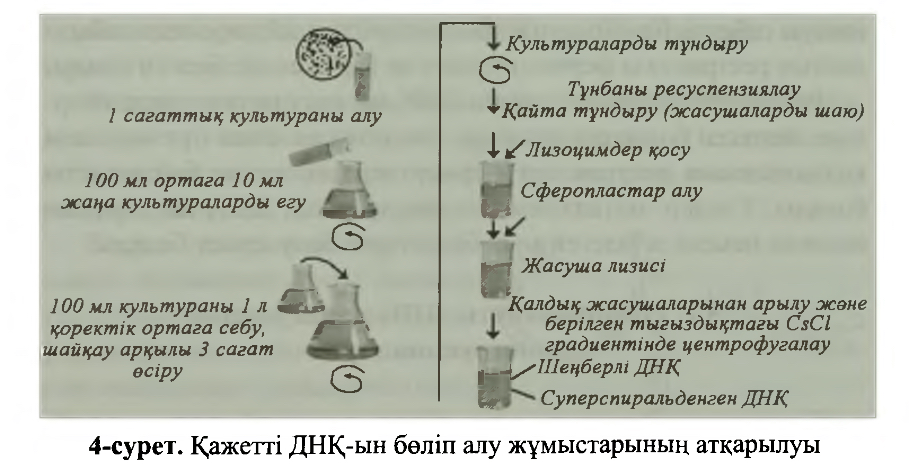 1 сағаттық культураны алу
100 мл ортаға 10 мл
жаңа культураларды егу
100 мл культураны 1 л
қоректік ортаға себу,
шайқау арқылы 3 сағат
өсіру
Культураларды тұндыру
Тұнбаны ресуспензиялау
Қайта тұндыру (жасушаларды шаю)
Лизоцимдер қосу
Сферопластар алу
Жасуша лизисі
Қалдық жасушаларынан арылу және
берілген тығыздықтағы CsCl
градиентінде центрофугалау
Шеңберлі ДНҚ
Суперспиральденген ДНҚ
4-сурет. Қажетті ДНҚ-ын бөліп алу жұмыстарының атқарылуы